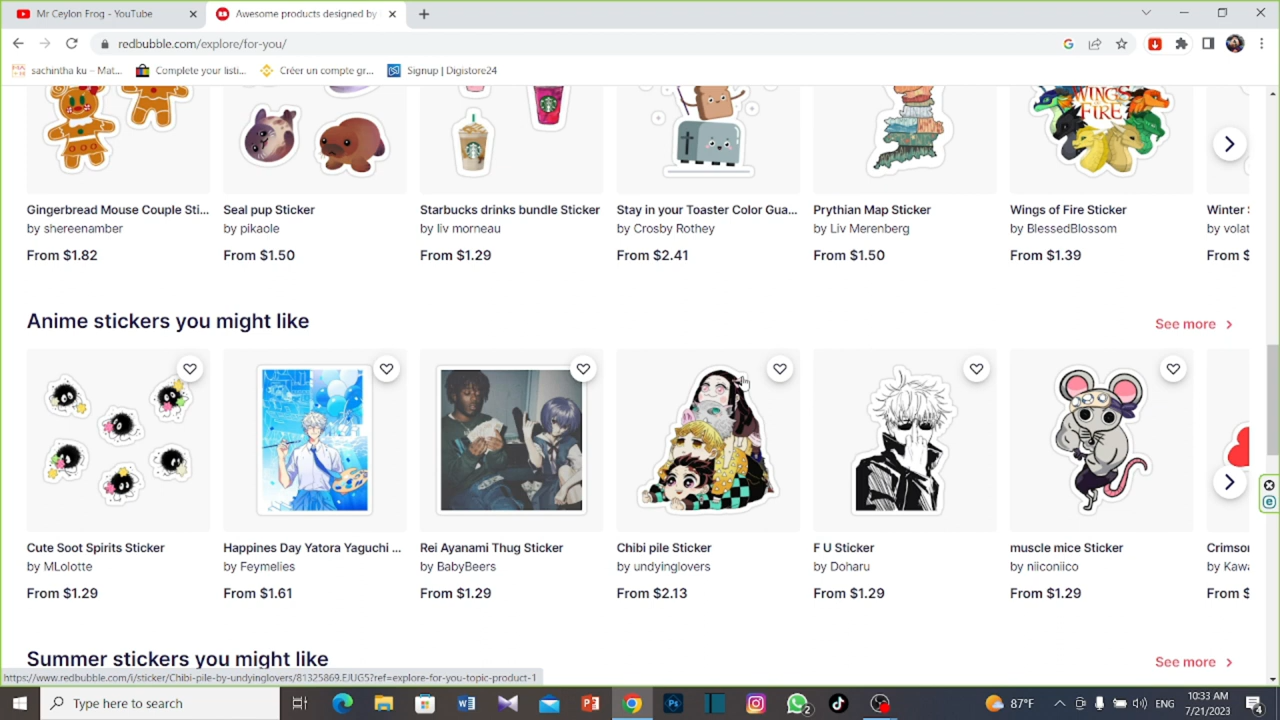 Mr Ceylon Frog - YouTube
Awesome products designed by
redbubble.com/explore/for-you/
sachintha ku – Mat...
Complete your listi...
Créer un compte gr...
Signup | Digistore24
WINGS
FIRE
Gingerbread Mouse Couple Sti...
Seal pup Sticker
Starbucks drinks bundle Sticker
Stay in your Toaster Color Gua...
Prythian Map Sticker
Wings of Fire Sticker
Winter
by shereenamber
by pikaole
by liv morneau
by Crosby Rothey
by Liv Merenberg
by BlessedBlossom
by volat
From $1.82
From $1.50
From $1.29
From $2.41
From $1.50
From $1.39
From $
Anime stickers you might like
See more
Cute Soot Spirits Sticker
Happines Day Yatora Yaguchi ...
Rei Ayanami Thug Sticker
Chibi pile Sticker
F U Sticker
muscle mice Sticker
Crimso
by MLolotte
by Feymelies
by BabyBeers
by undyinglovers
by Doharu
by niiconiico
by Kawa
From $1.29
From $1.61
From $1.29
From $2.13
From $1.29
From $1.29
From $
Summer stickers you might like
See more
https://www.redbubble.com/i/sticker/Chibi-pile-by-undyinglovers/81325869.EJUG5?ref=explore-for-you-topic-product-1
Type here to search
2
87°F
10:33 AM
7/21/2023
4